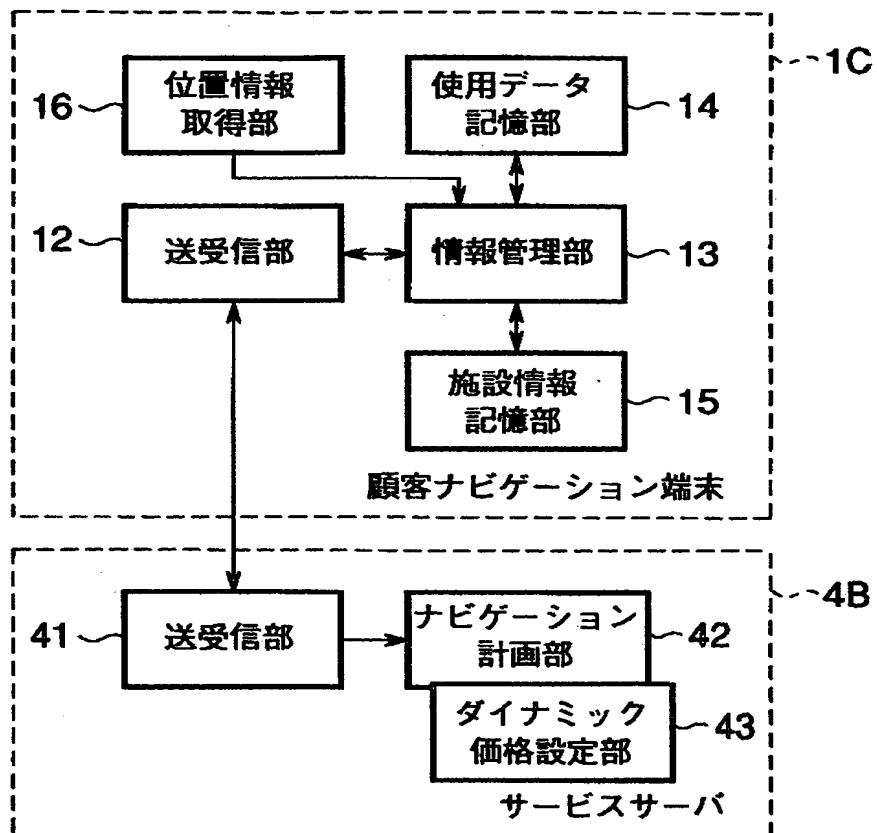 1C
16
位置情報
取得部
使用データ
記憶部
14
12
送受信部
情報管理部
13
施設情報
記憶部
15
顧客ナビゲーション端末
4B
41
送受信部
ナビゲーション
計画部
42
ダイナミック
価格設定部
43
サービスサーバ